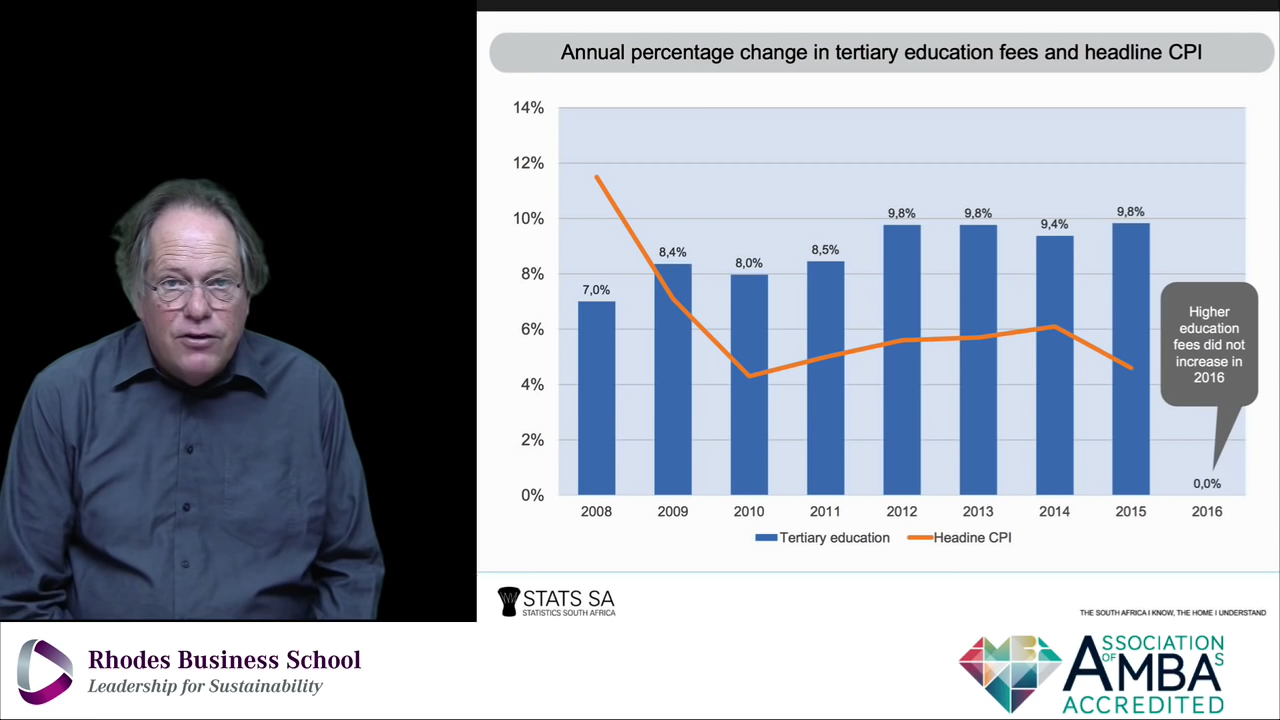 Annual percentage change in tertiary education fees and headline CPI
14%
12%
10%
8%
6%
4%
2%
0%
7,0%
8,4%
8,0%
8,5%
9,8%
9,8%
9,4%
9,8%
Higher
education
fees did not
increase in
2016
0,0%
2008 2009 2010 2011 2012 2013 2014 2015 2016
Tertiary education Headine CPI
STATS SA
STATISTICS SOUTH AFRICA
THE SOUTH AFRICA I KNOW, THE HOME I UNDERSTAND
Rhodes Business School
Leadership for Sustainability
ASSOCIATION
OF AMBAs
ACCREDITED